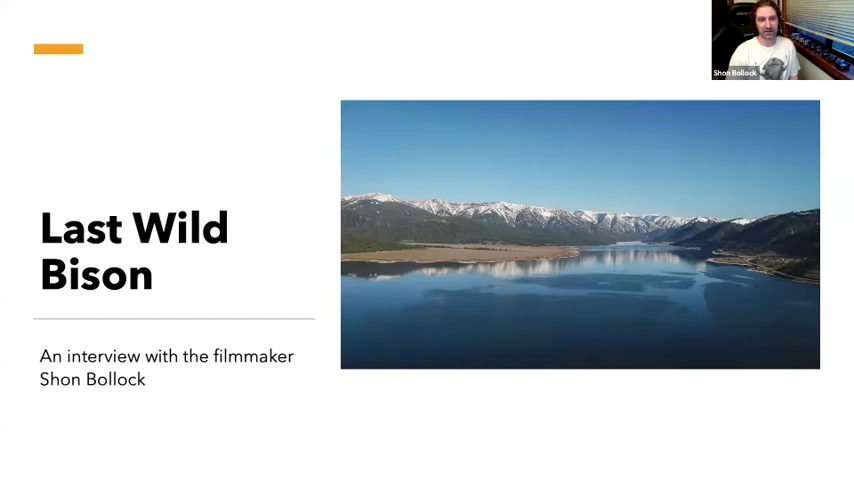 Shon Bollock
Last Wild
Bison
An interview with the filmmaker
Shon Bollock